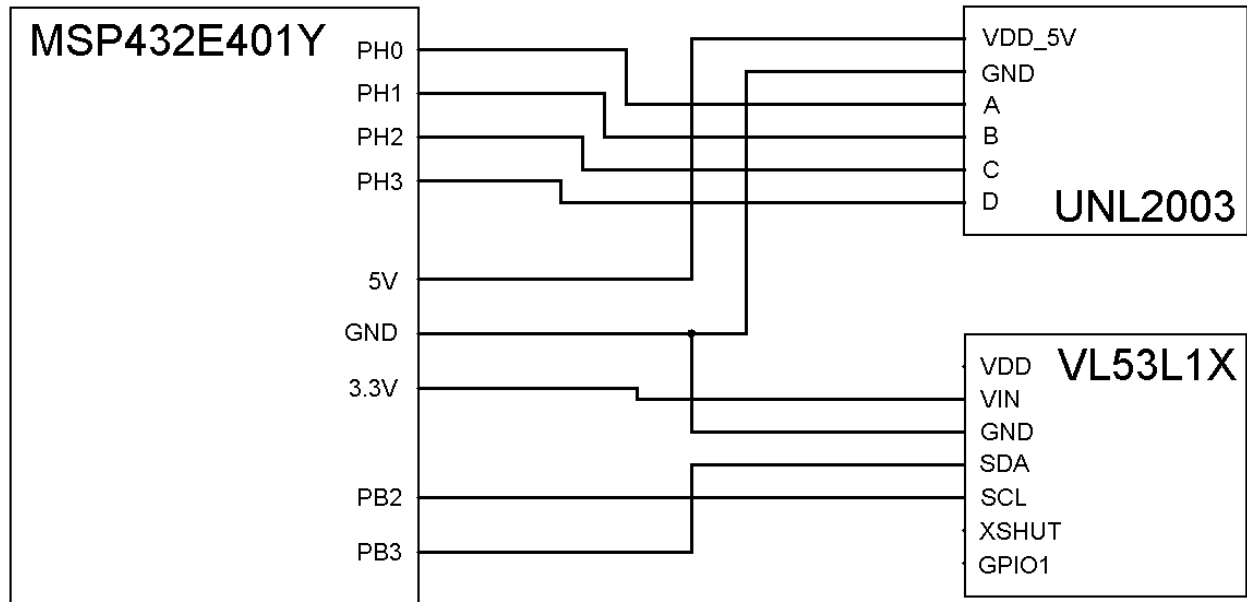 MSP432E401Y
PH0
PH1
PH2
PH3
5V
GND
3.3V
PB2
PB3
VDD_5V
GND
A
B
C
D
UNL2003
VL53L1X
VDD
VIN
GND
SDA
SCL
XSHUT
GPIO1